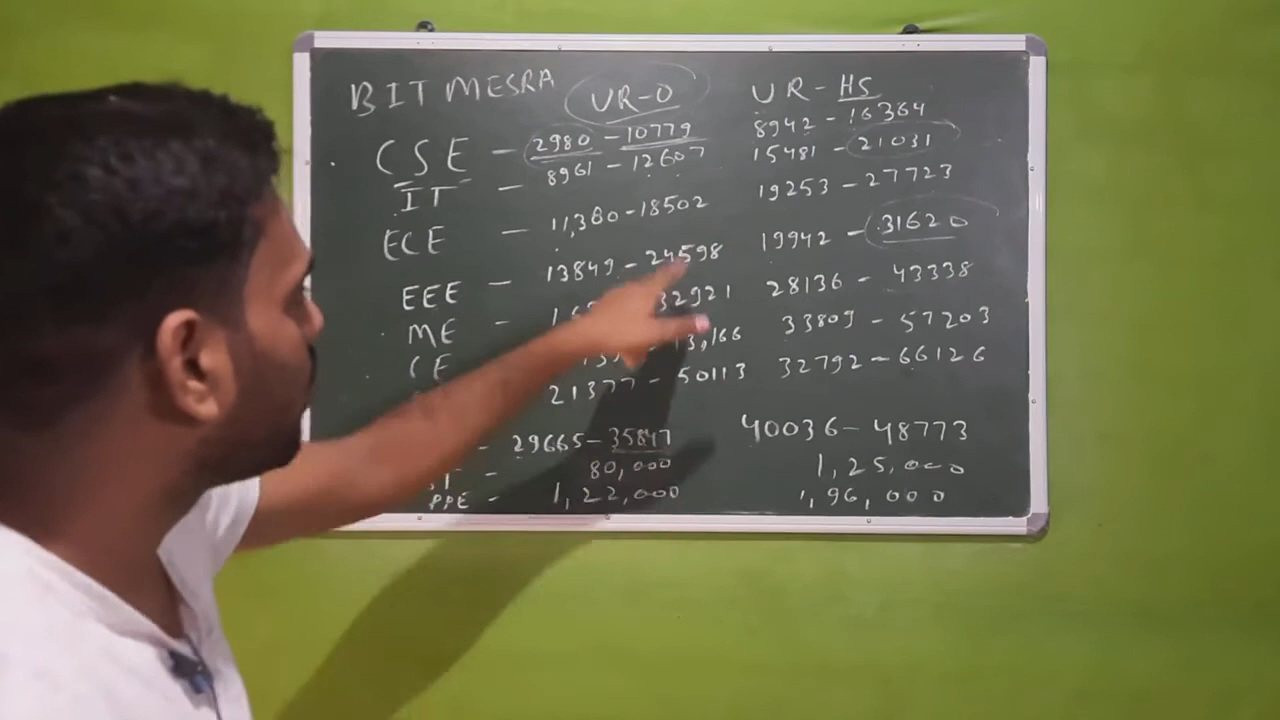 BIT MESRA UR-O UR-HS
CSE - 2980 - 10779 8942 - 16364
IT - 8961 - 12607 15481 - 21031
ECE - 11,380 - 18502 19253 - 27723
EEE - 13849 - 24598 19942 - 31620
ME - 32921 28136 - 43338
CE 33809 - 57203
21377 - 50113 32792 - 66126
- 29665 - 35847 40036 - 48773
- 80,000 1,25,000
PPE - 1,22,000 1,96,000